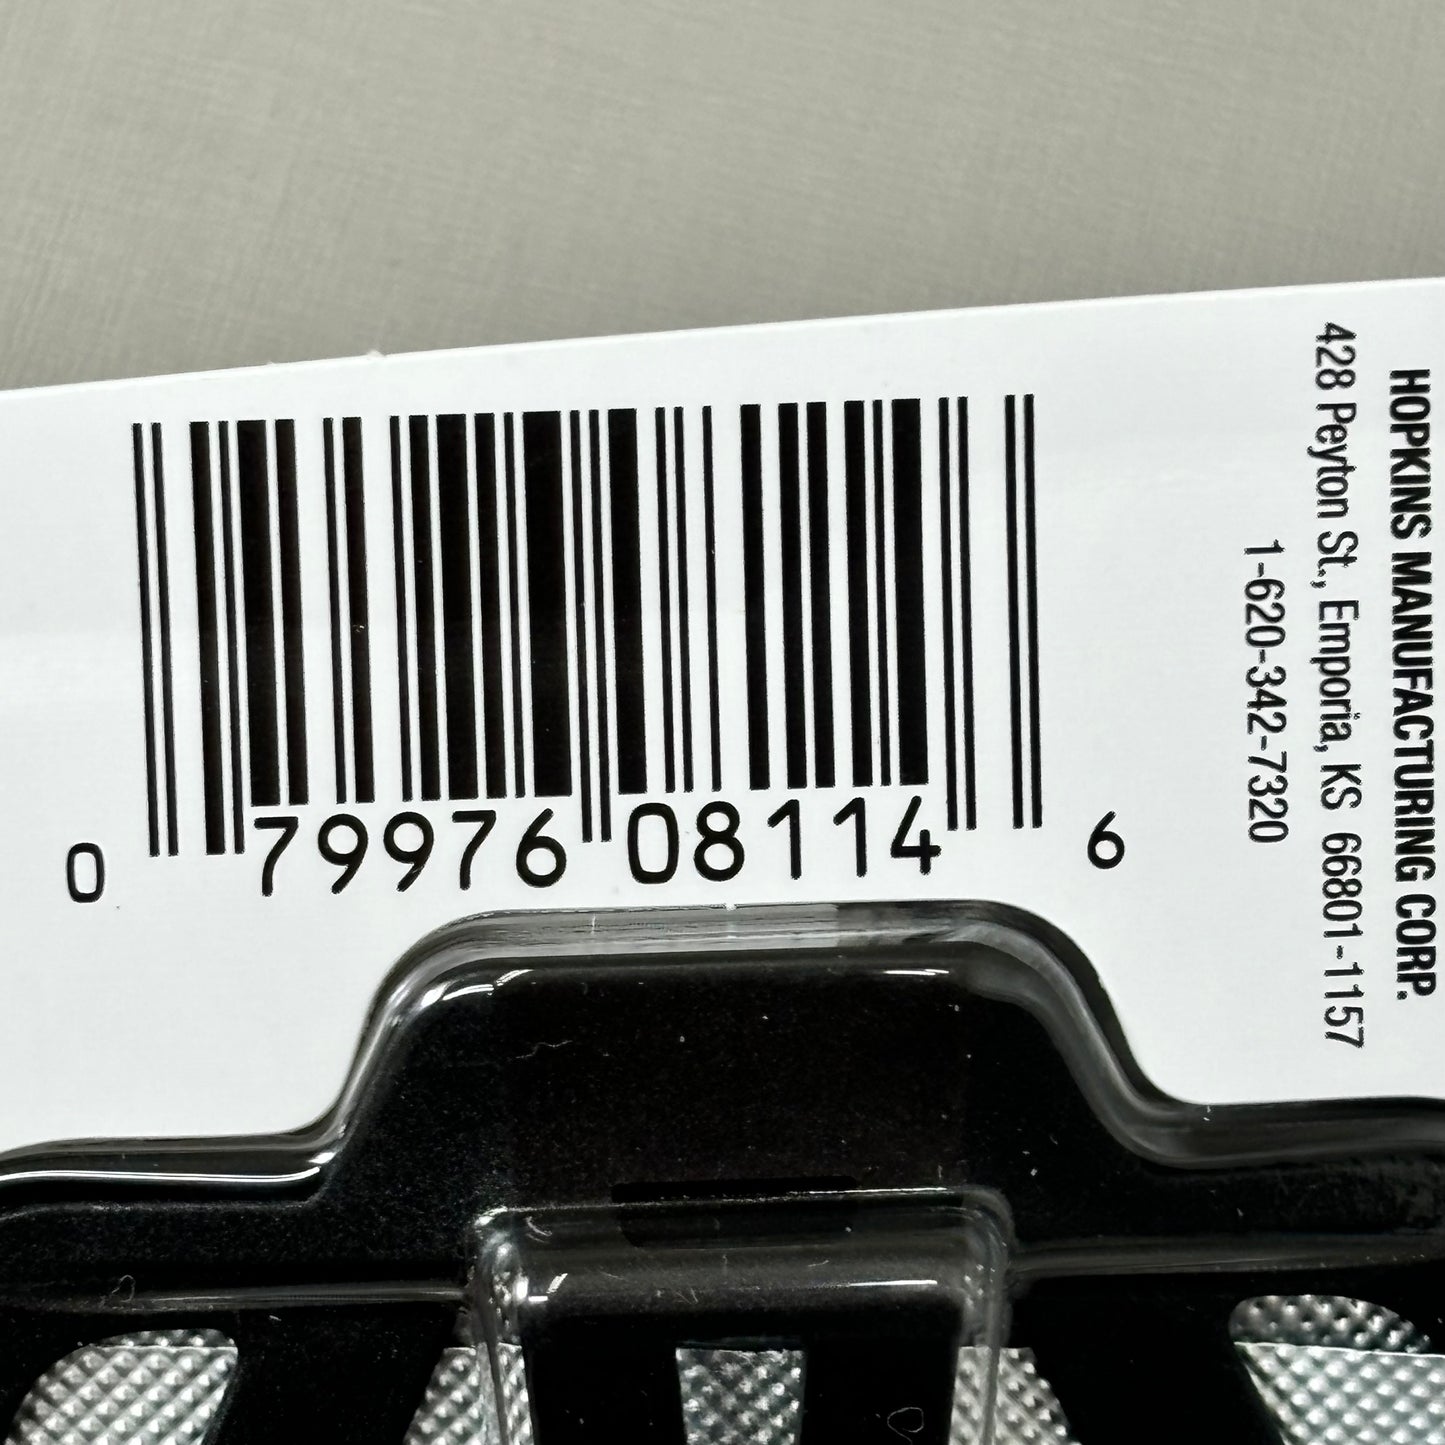 0 79976 08114 6
HOPKINS MANUFACTURING CORP.
428 Peyton St., Emporia, KS 66801-1157
1-620-342-7320